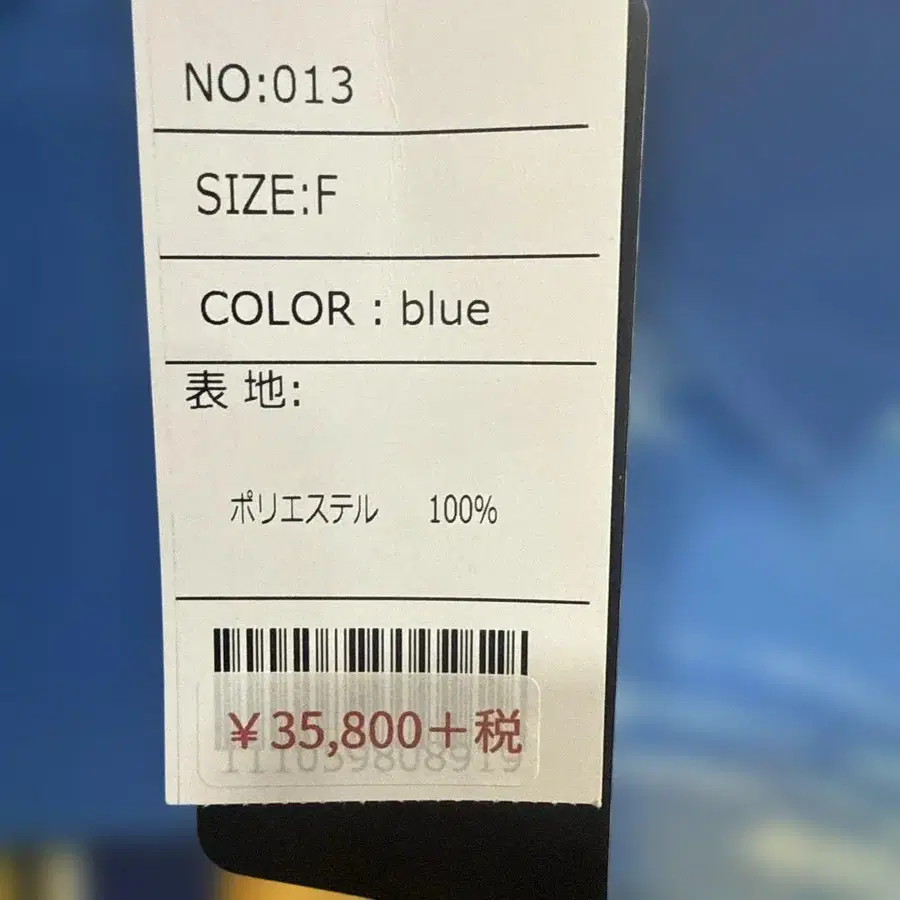 NO:013
SIZE:F
COLOR : blue
表 地:
ポリエステル 100%
¥35,800+税